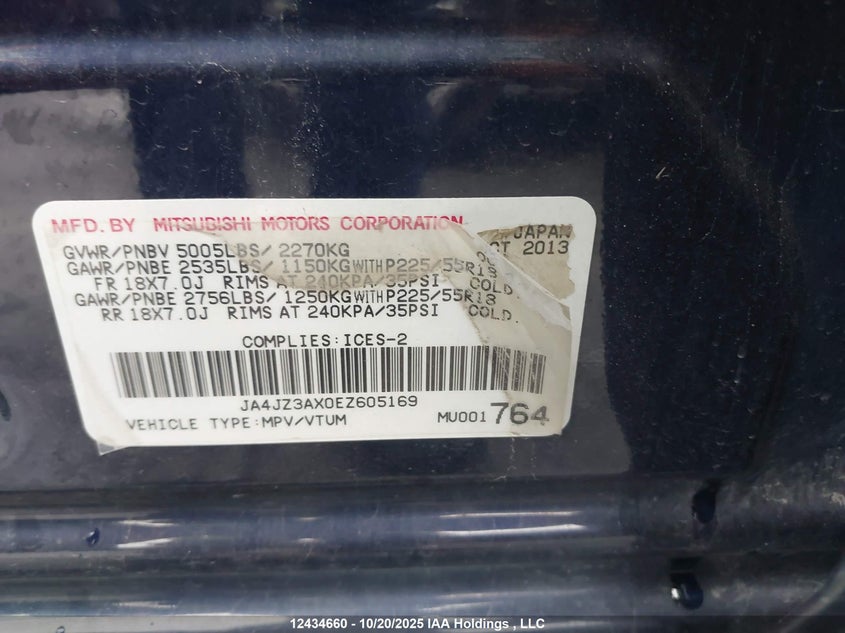 MFD. BY MITSUBISHI MOTORS CORPORATION JAPAN
GVWR/PNBV 5005LBS/ 2270KG 2013
GAWR/PNBE 2535LBS/ 1150KG WITH P225/55R18
FR 18X7.0J RIMS AT 240KPA/35PSI COLD.
GAWR/PNBE 2756LBS/ 1250KG WITH P225/55R18
RR 18X7.0J RIMS AT 240KPA/35PSI COLD.
COMPLIES:ICES-2
JA4JZ3AX0EZ605169
VEHICLE TYPE:MPV/VTUM MU001 764
12434660 - 10/20/2025 IAA Holdings , LLC